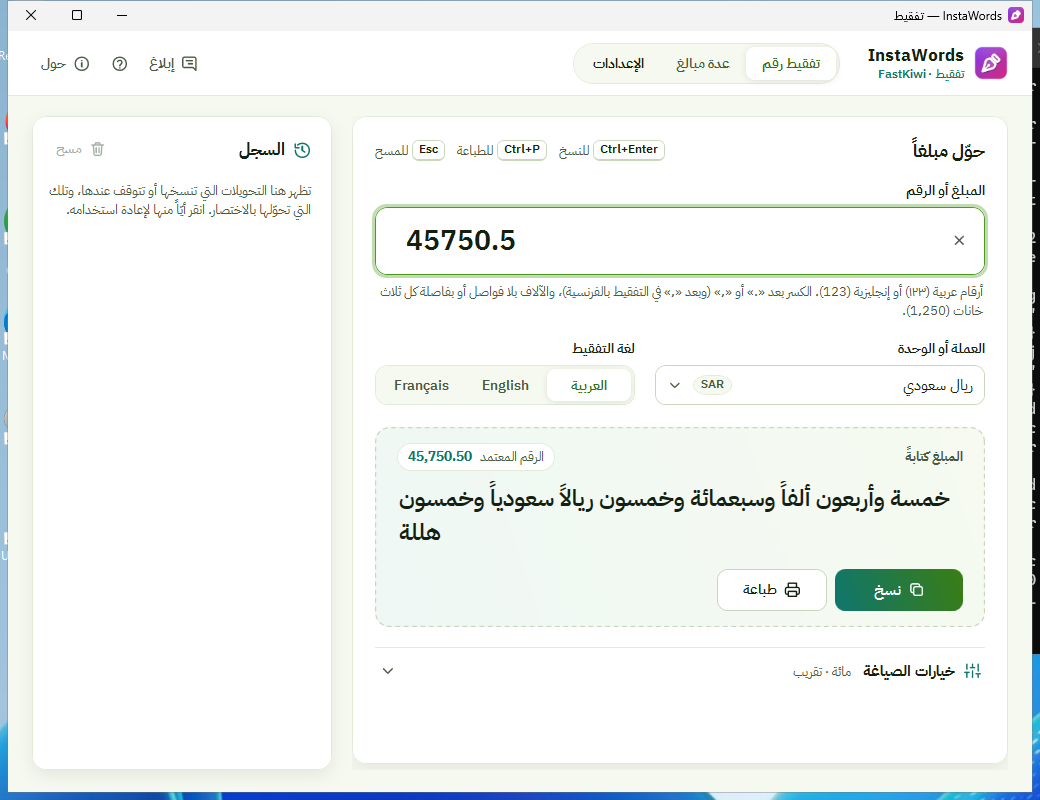 InstaWords — تفقيط
InstaWords
تفقيط · FastKiwi
تفقيط رقم
عدة مبالغ
الإعدادات
إبلاغ
حول
حوّل مبلغاً
Ctrl+Enter للنسخ Ctrl+P للطباعة Esc للمسح
المبلغ أو الرقم
45750.5
أرقام عربية (١٢٣) أو إنجليزية (123). الكسر بعد «.» أو «,» (وبعد «,» في التفقيط بالفرنسية)، والآلاف بلا فواصل أو بفاصلة كل ثلاث
خانات (1,250).
العملة أو الوحدة
ريال سعودي SAR
لغة التفقيط
العربية English Français
المبلغ كتابةً
الرقم المعتمد 45,750.50
خمسة وأربعون ألفاً وسبعمائة وخمسون ريالاً سعودياً وخمسون
هللة
نسخ
طباعة
خيارات الصياغة مائة · تقريب
السجل
مسح
تظهر هنا التحويلات التي تنسخها أو تتوقف عندها، وتلك
التي تحوّلها بالاختصار. انقر أيّاً منها لإعادة استخدامه.